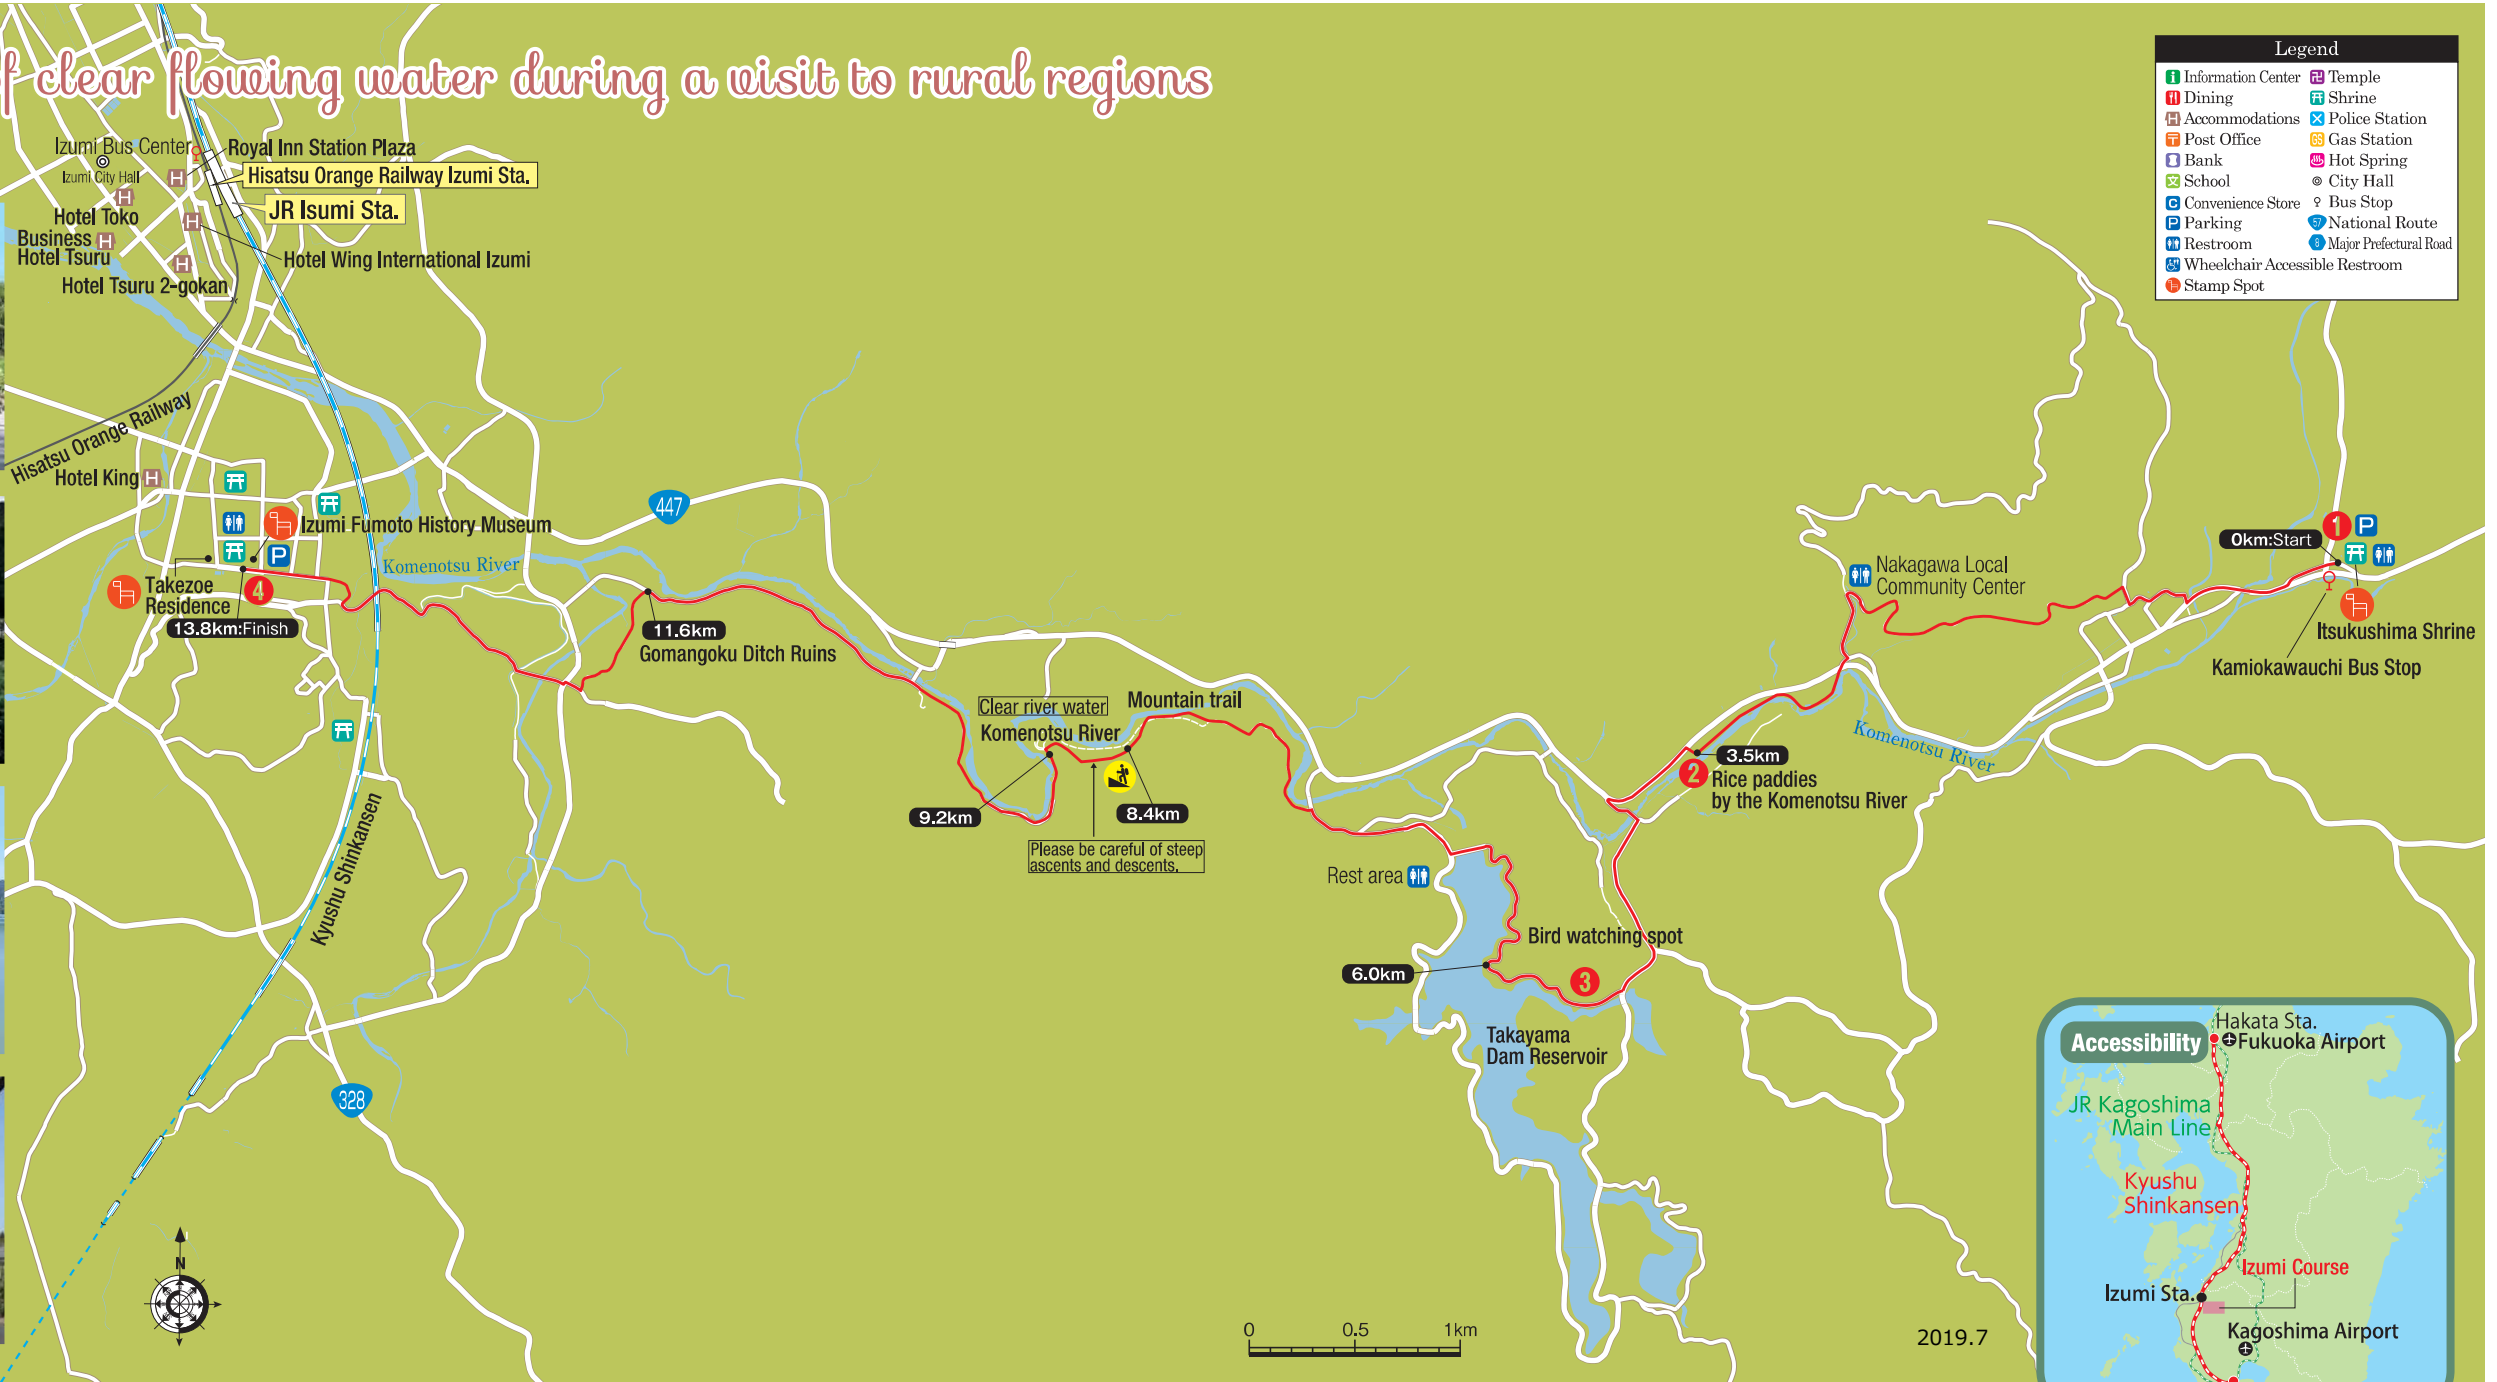 f clear flowing water during a visit to rural regions
Legend
Information Center
Temple
Dining
Shrine
Accommodations
Police Station
Post Office
Gas Station
Bank
Hot Spring
School
City Hall
Convenience Store
Bus Stop
Parking
57 National Route
Restroom
8 Major Prefectural Road
Wheelchair Accessible Restroom
Stamp Spot
Izumi Bus Center
Izumi City Hall
Royal Inn Station Plaza
Hisatsu Orange Railway Izumi Sta.
JR Isumi Sta.
Hotel Toko
Business
Hotel Tsuru
Hotel Wing International Izumi
Hotel Tsuru 2-gokan
Hisatsu Orange Railway
Hotel King
447
Izumi Fumoto History Museum
Komenotsu River
Takezoe
Residence
4
13.8km:Finish
11.6km
Gomangoku Ditch Ruins
Clear river water
Komenotsu River
Mountain trail
9.2km
8.4km
Please be careful of steep
ascents and descents.
Nakagawa Local
Community Center
0km:Start
1
Itsukushima Shrine
Kamiokawauchi Bus Stop
Komenotsu River
3.5km
2
Rice paddies
by the Komenotsu River
Rest area
Bird watching spot
6.0km
3
Takayama
Dam Reservoir
Kyushu Shinkansen
328
N
0 0.5 1km
2019.7
Accessibility
Hakata Sta.
Fukuoka Airport
JR Kagoshima
Main Line
Kyushu
Shinkansen
Izumi Course
Izumi Sta.
Kagoshima Airport